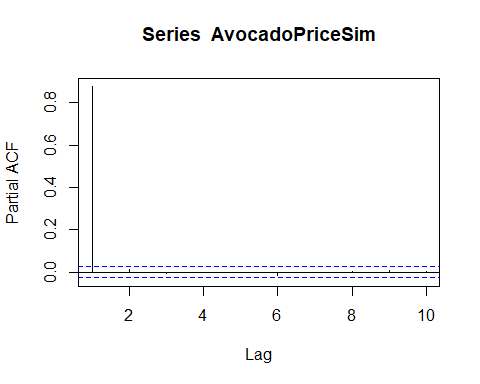 Series AvocadoPriceSim
Partial ACF
0.0 0.2 0.4 0.6 0.8
2 4 6 8 10
Lag